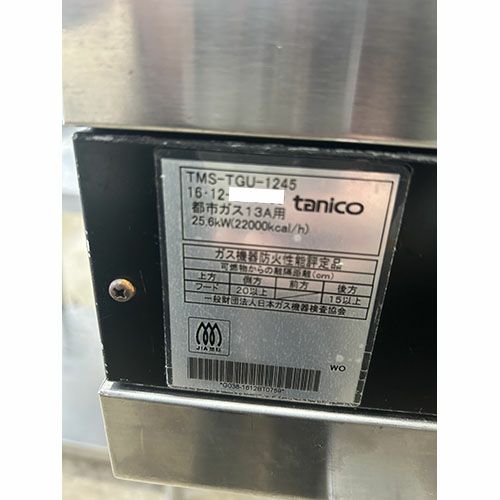 TMS-TGU-1245
16-12-
tanico
都市ガス13A用
25.6kW(22000kcal/h)
ガス機器防火性能評定品
可燃物からの離隔距離(cm)
上方 側方 前方 後方
フード 20以上 15以上
一般財団法人日本ガス機器検査協会
JIA
WO
*G038-1612BT0759*